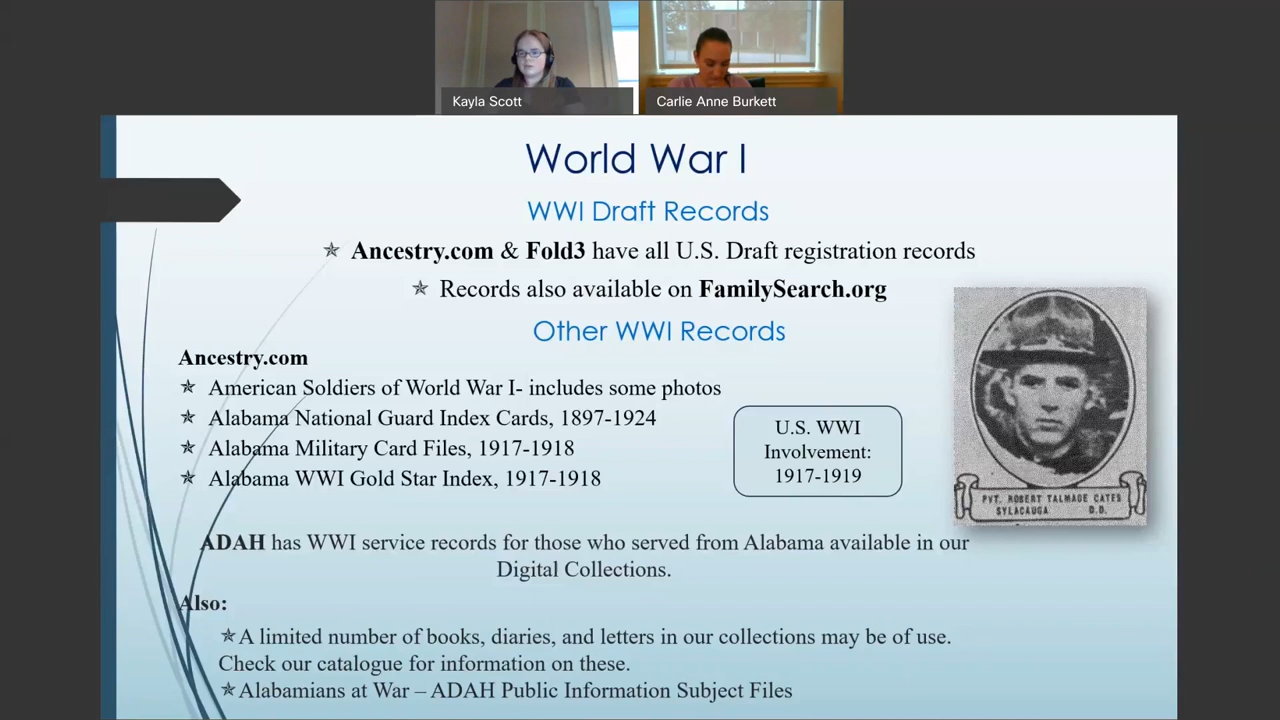 Kayla Scott
Carlie Anne Burkett
World War I
WWI Draft Records
✯ Ancestry.com & Fold3 have all U.S. Draft registration records
✯ Records also available on FamilySearch.org
Other WWI Records
Ancestry.com
✯ American Soldiers of World War I- includes some photos
✯ Alabama National Guard Index Cards, 1897-1924
✯ Alabama Military Card Files, 1917-1918
✯ Alabama WWI Gold Star Index, 1917-1918
U.S. WWI
Involvement:
1917-1919
PVT. ROBERT TALMAGE CATES
SYLACAUGA D.D.
ADAH has WWI service records for those who served from Alabama available in our
Digital Collections.
Also:
✯A limited number of books, diaries, and letters in our collections may be of use.
Check our catalogue for information on these.
✯Alabamians at War – ADAH Public Information Subject Files